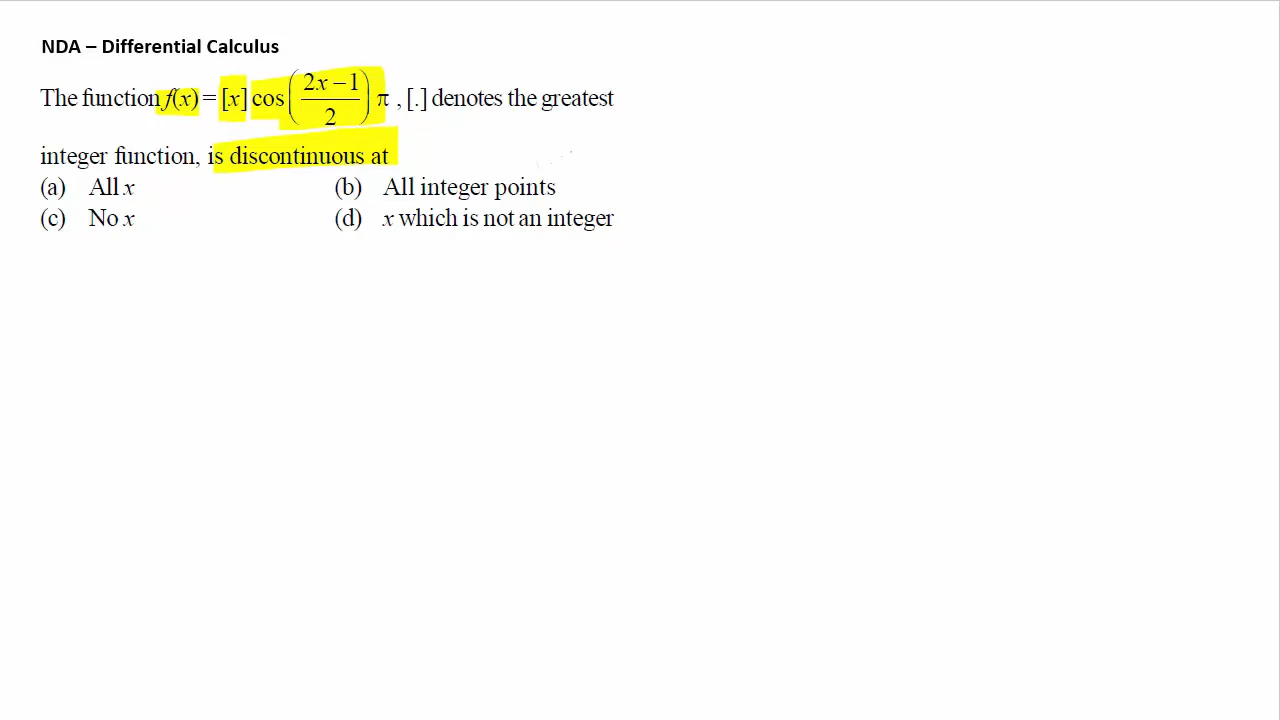 NDA – Differential Calculus
The function f(x) = [x] cos((2x – 1)/2) π , [.] denotes the greatest
integer function, is discontinuous at
(a) All x (b) All integer points
(c) No x (d) x which is not an integer